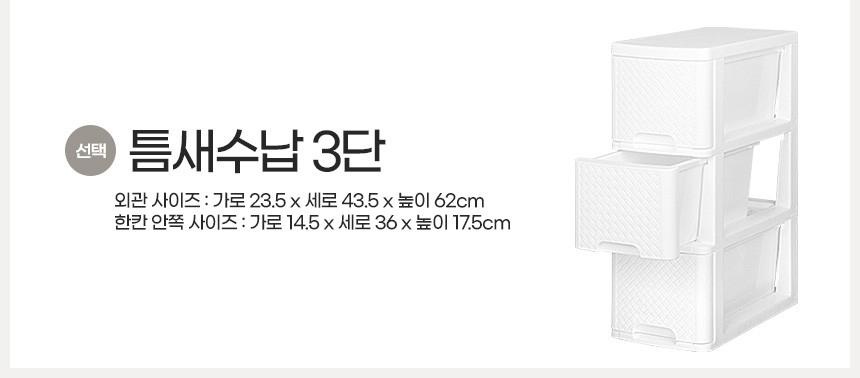 선택
틈새수납 3단
외관 사이즈 : 가로 23.5 x 세로 43.5 x 높이 62cm
한칸 안쪽 사이즈 : 가로 14.5 x 세로 36 x 높이 17.5cm